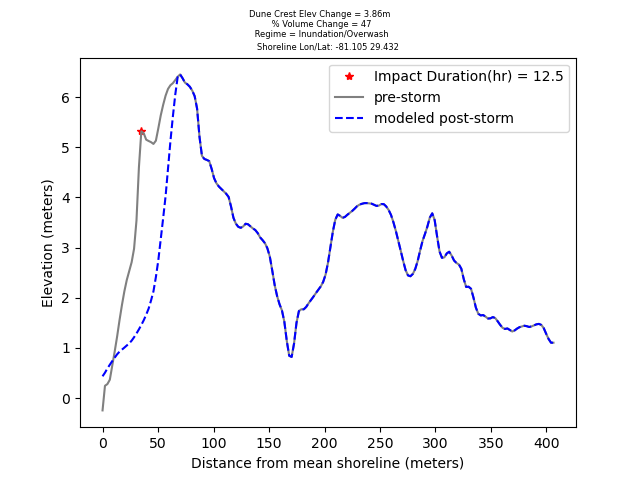 Dune Crest Elev Change = 3.86m
% Volume Change = 47
Regime = Inundation/Overwash
Shoreline Lon/Lat: -81.105 29.432
Impact Duration(hr) = 12.5
pre-storm
modeled post-storm
Elevation (meters)
6
5
4
3
2
1
0
0 50 100 150 200 250 300 350 400
Distance from mean shoreline (meters)